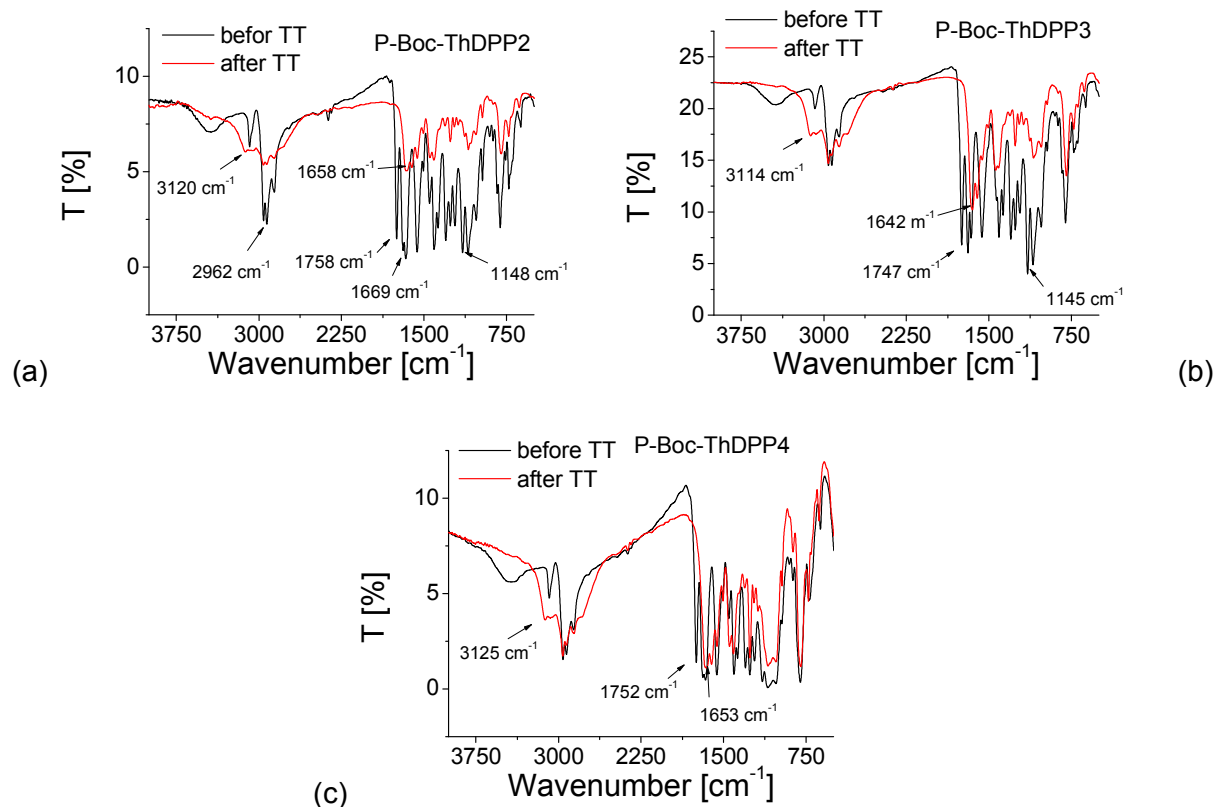 befor TT
after TT
P-Boc-ThDPP2
10
5
0
T [%]
3120 cm⁻¹
2962 cm⁻¹
1658 cm⁻¹
1758 cm⁻¹
1669 cm⁻¹
1148 cm⁻¹
3750 3000 2250 1500 750
Wavenumber [cm⁻¹]
(a)
before TT
after TT
P-Boc-ThDPP3
25
20
15
10
5
0
T [%]
3114 cm⁻¹
1642 m⁻¹
1747 cm⁻¹
1145 cm⁻¹
3750 3000 2250 1500 750
Wavenumber [cm⁻¹]
(b)
before TT
after TT
P-Boc-ThDPP4
10
5
0
T [%]
3125 cm⁻¹
1752 cm⁻¹
1653 cm⁻¹
3750 3000 2250 1500 750
Wavenumber [cm⁻¹]
(c)